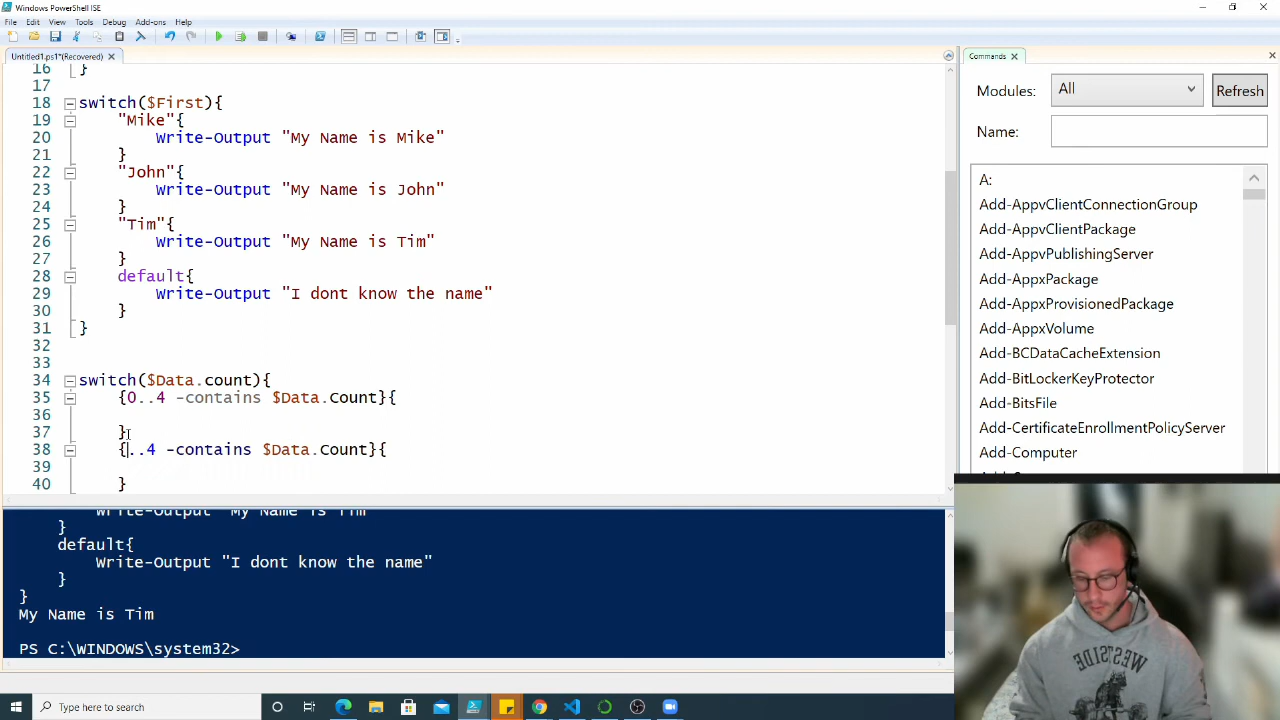 Windows PowerShell ISE
File Edit View Tools Debug Add-ons Help
Untitled1.ps1*(Recovered)
16 }
17
18 switch($First){
19 "Mike"{
20 Write-Output "My Name is Mike"
21 }
22 "John"{
23 Write-Output "My Name is John"
24 }
25 "Tim"{
26 Write-Output "My Name is Tim"
27 }
28 default{
29 Write-Output "I dont know the name"
30 }
31 }
32
33
34 switch($Data.count){
35 {0..4 -contains $Data.Count}{
36
37 }
38 {..4 -contains $Data.Count}{
39
40 }
Write-Output "My Name is Tim"
}
default{
Write-Output "I dont know the name"
}
}
My Name is Tim
PS C:\WINDOWS\system32>
Commands
Modules: All Refresh
Name:
A:
Add-AppvClientConnectionGroup
Add-AppvClientPackage
Add-AppvPublishingServer
Add-AppxPackage
Add-AppxProvisionedPackage
Add-AppxVolume
Add-BCDataCacheExtension
Add-BitLockerKeyProtector
Add-BitsFile
Add-CertificateEnrollmentPolicyServer
Add-Computer
WESTSIDE
Type here to search